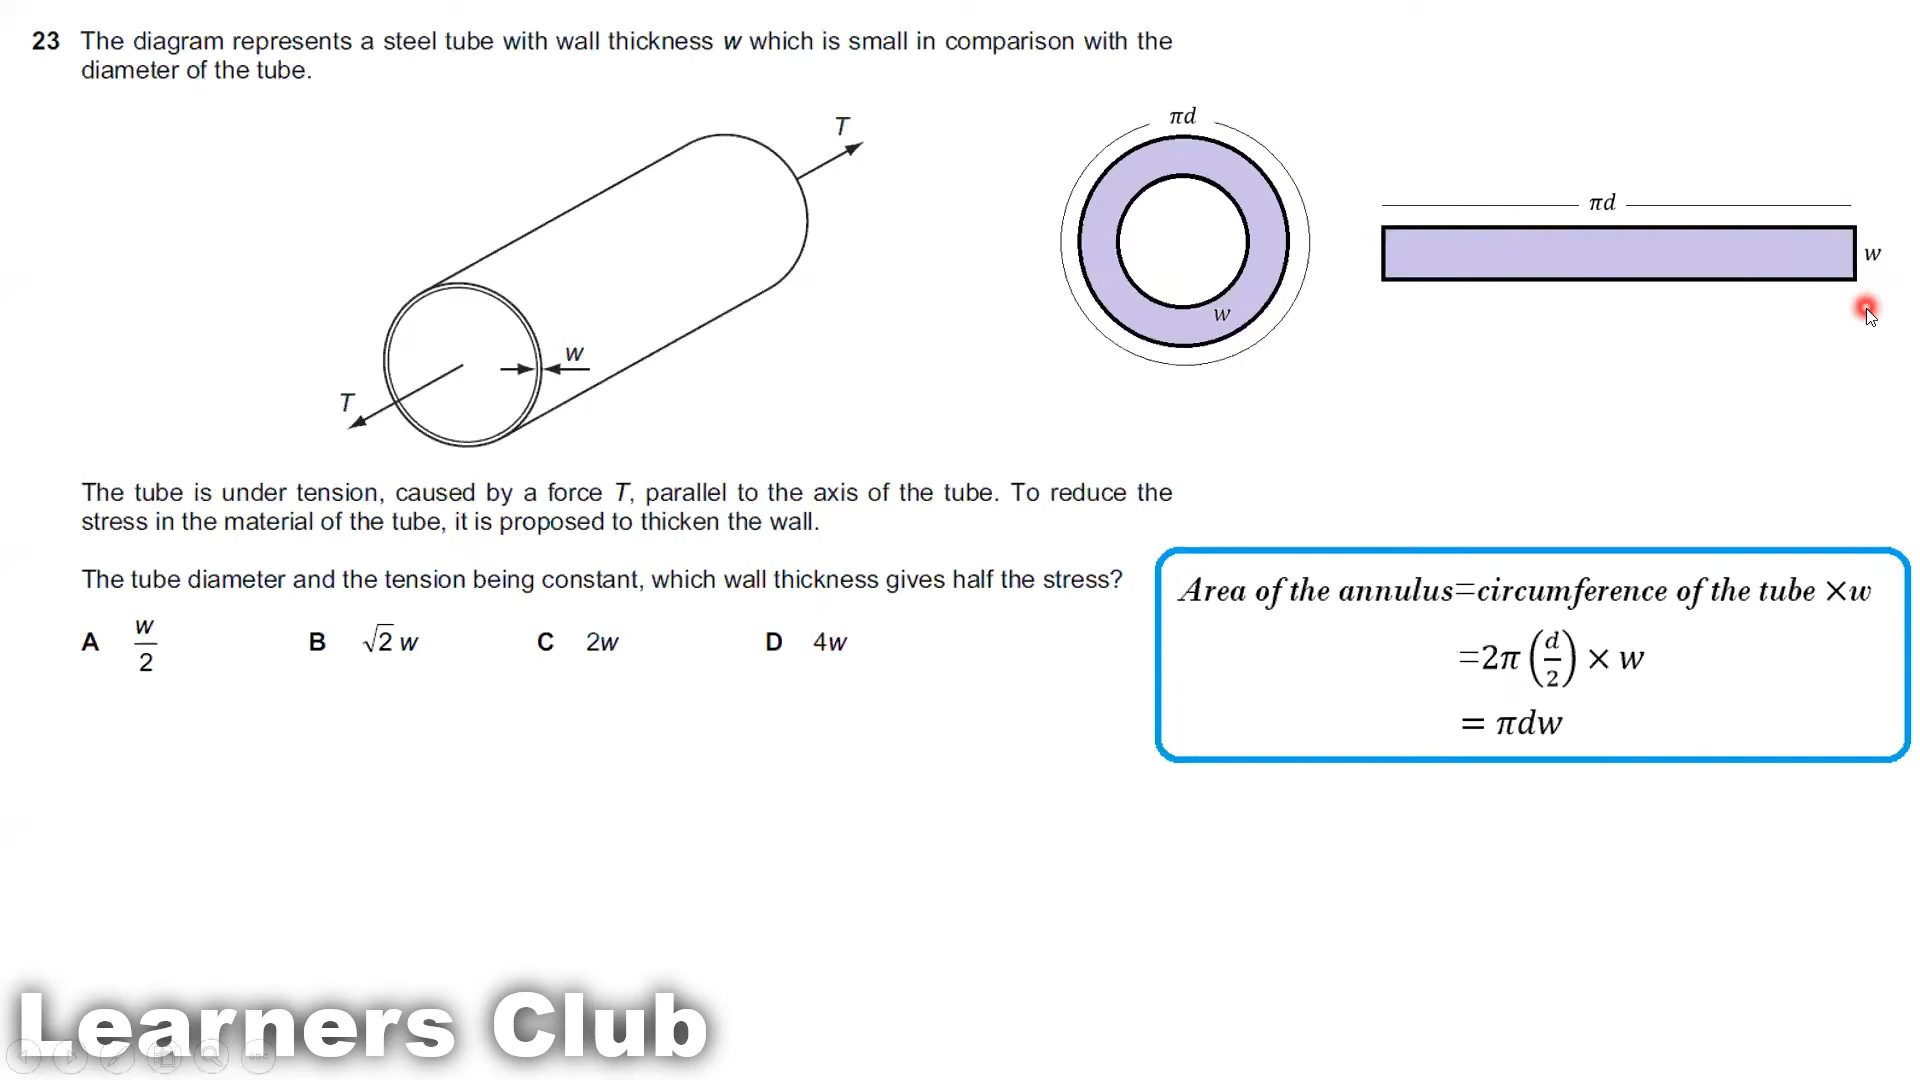 23 The diagram represents a steel tube with wall thickness w which is small in comparison with the
diameter of the tube.
T
w
T
πd
w
πd
w
The tube is under tension, caused by a force T, parallel to the axis of the tube. To reduce the
stress in the material of the tube, it is proposed to thicken the wall.
The tube diameter and the tension being constant, which wall thickness gives half the stress?
A w/2 B √2 w C 2w D 4w
Area of the annulus=circumference of the tube ×w
=2π(d/2) × w
= πdw
Learners Club